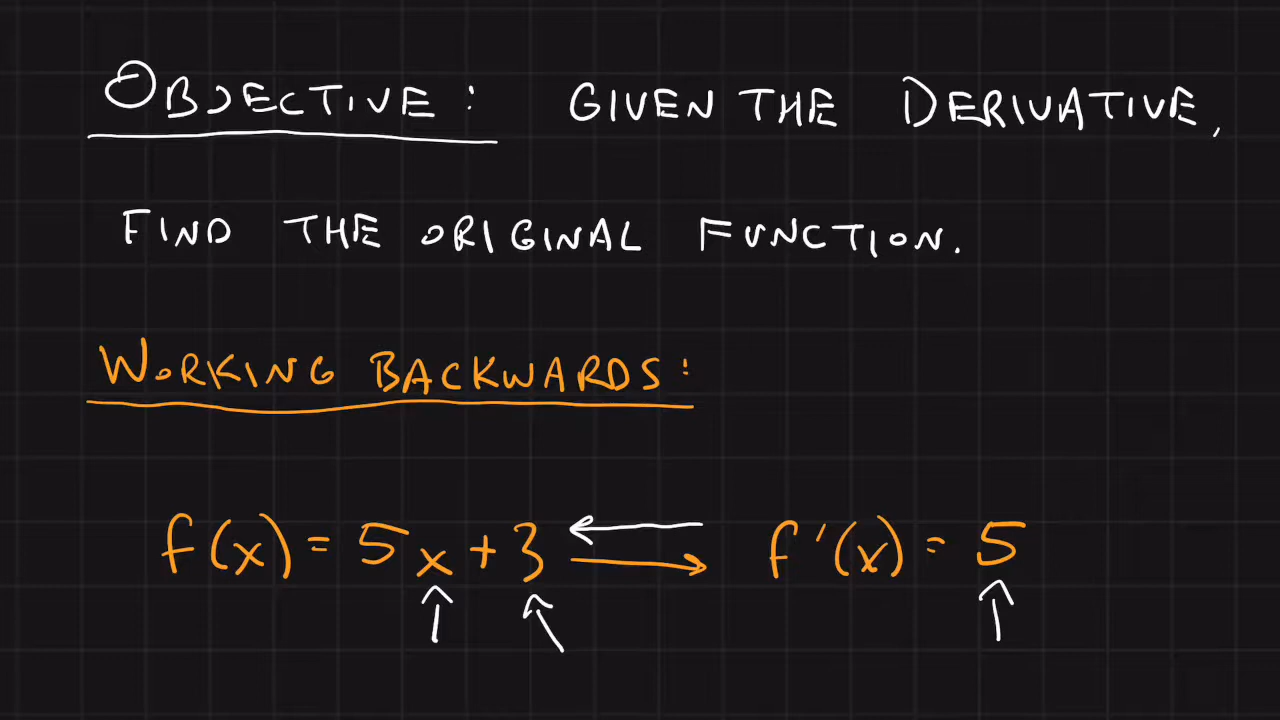 OBJECTIVE: GIVEN THE DERIVATIVE,
FIND THE ORIGINAL FUNCTION.
WORKING BACKWARDS:
f(x) = 5x + 3 ⇄ f'(x) = 5